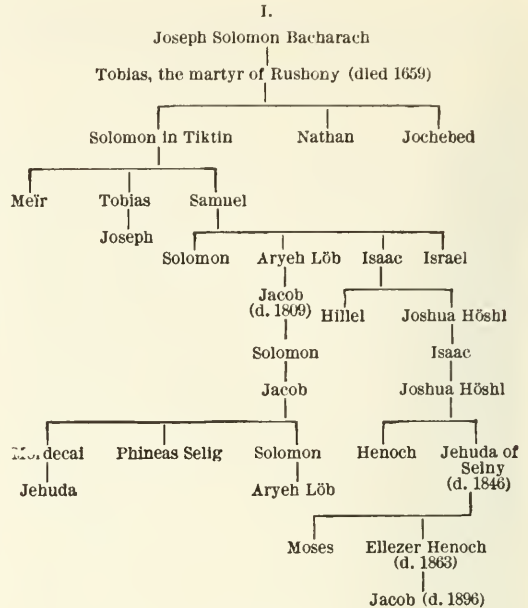 I.
Joseph Solomon Bacharach
Tobias, the martyr of Rushony (died 1659)
Solomon in Tiktin Nathan Jochebed
Meïr Tobias Samuel
Joseph
Solomon Aryeh Löb Isaac Israel
Jacob
(d. 1809)
Hillel Joshua Höshl
Solomon Isaac
Jacob Joshua Höshl
Mordecai Phineas Selig Solomon Henoch Jehuda of
Seiny
(d. 1846)
Jehuda Aryeh Löb
Moses Eliezer Henoch
(d. 1863)
Jacob (d. 1896)